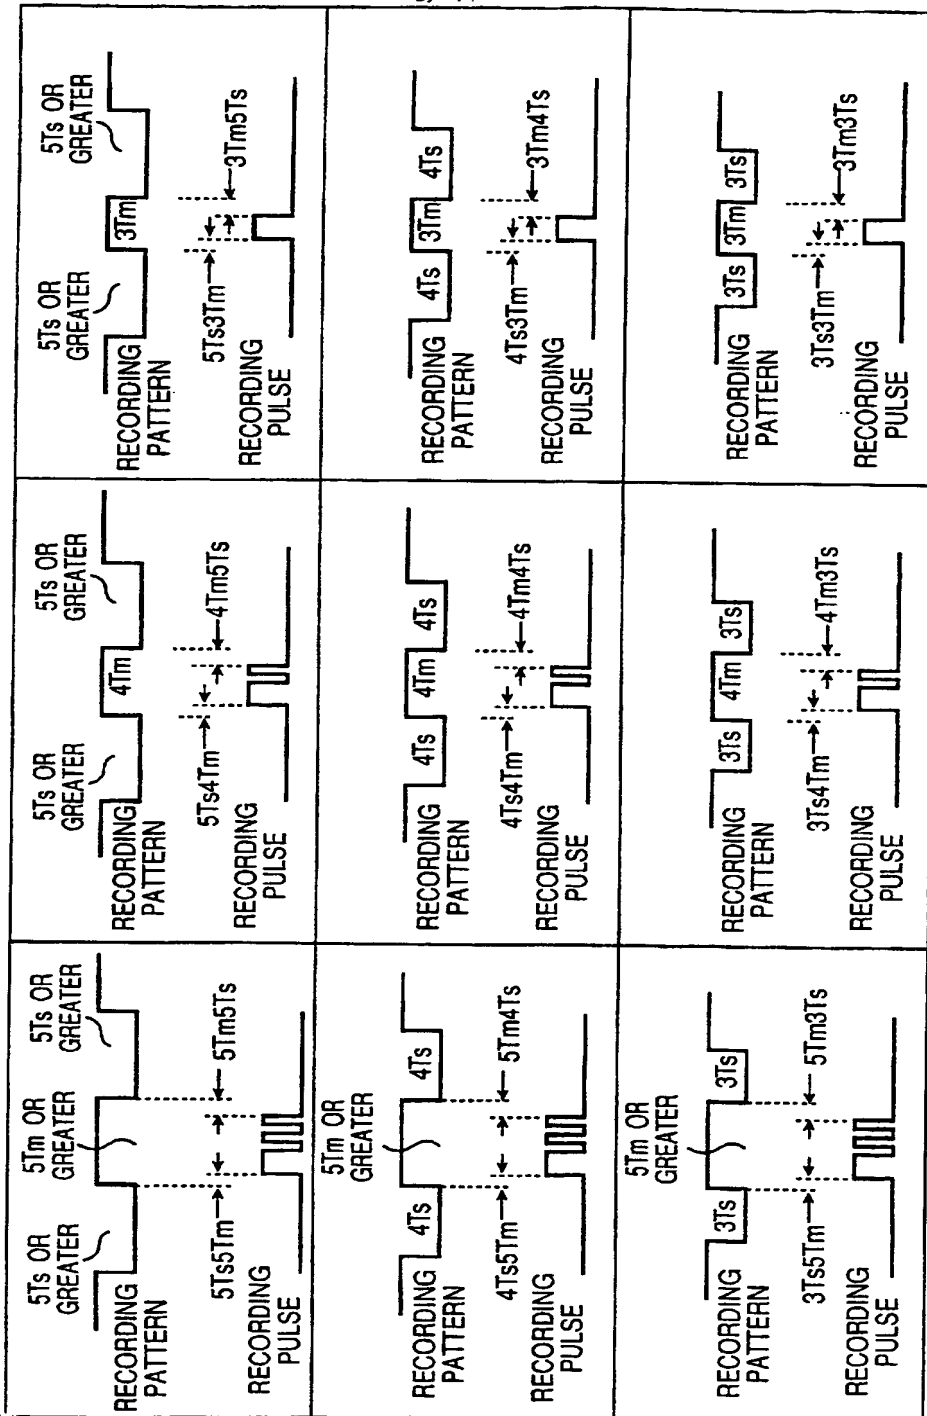 5Ts OR
GREATER
5Tm OR
GREATER
5Ts OR
GREATER
RECORDING
PATTERN
5Ts5Tm
5Tm5Ts
RECORDING
PULSE
5Ts OR
GREATER
4Tm
5Ts OR
GREATER
RECORDING
PATTERN
5Ts4Tm
4Tm5Ts
RECORDING
PULSE
5Ts OR
GREATER
3Tm
5Ts OR
GREATER
RECORDING
PATTERN
5Ts3Tm
3Tm5Ts
RECORDING
PULSE
5Tm OR
GREATER
4Ts
4Ts
RECORDING
PATTERN
4Ts5Tm
5Tm4Ts
RECORDING
PULSE
4Ts
4Tm
4Ts
RECORDING
PATTERN
4Ts4Tm
4Tm4Ts
RECORDING
PULSE
4Ts
3Tm
4Ts
RECORDING
PATTERN
4Ts3Tm
3Tm4Ts
RECORDING
PULSE
5Tm OR
GREATER
3Ts
3Ts
RECORDING
PATTERN
3Ts5Tm
5Tm3Ts
RECORDING
PULSE
3Ts
4Tm
3Ts
RECORDING
PATTERN
3Ts4Tm
4Tm3Ts
RECORDING
PULSE
3Ts
3Tm
3Ts
RECORDING
PATTERN
3Ts3Tm
3Tm3Ts
RECORDING
PULSE